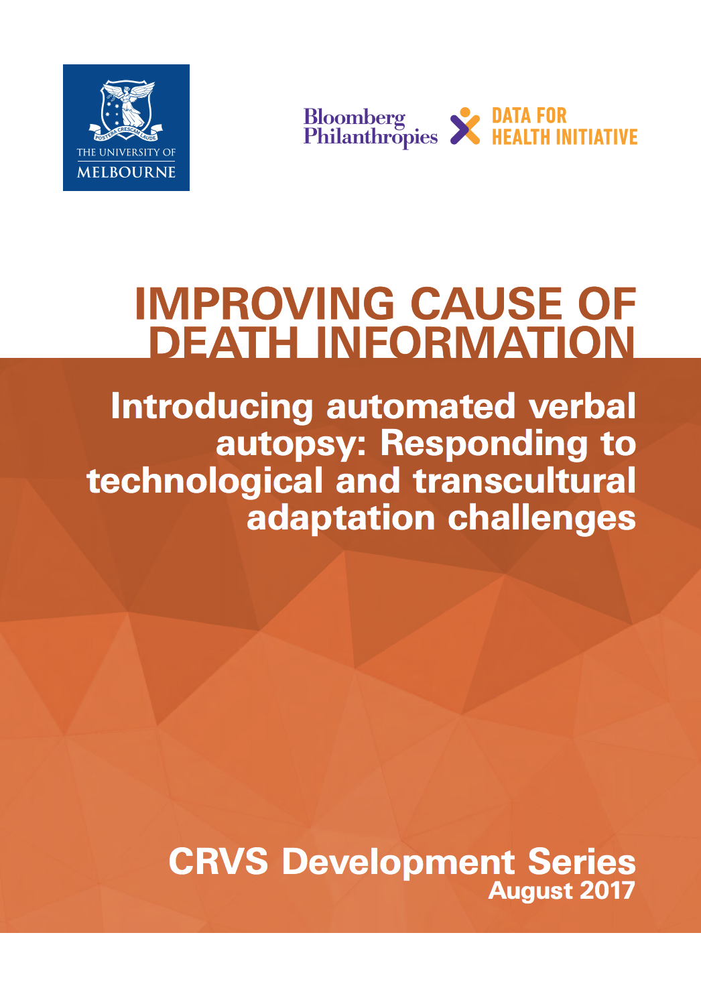 POSTERA CRESCAM LAUDE
THE UNIVERSITY OF
MELBOURNE
Bloomberg
Philanthropies
DATA FOR
HEALTH INITIATIVE
IMPROVING CAUSE OF
DEATH INFORMATION
Introducing automated verbal
autopsy: Responding to
technological and transcultural
adaptation challenges
CRVS Development Series
August 2017